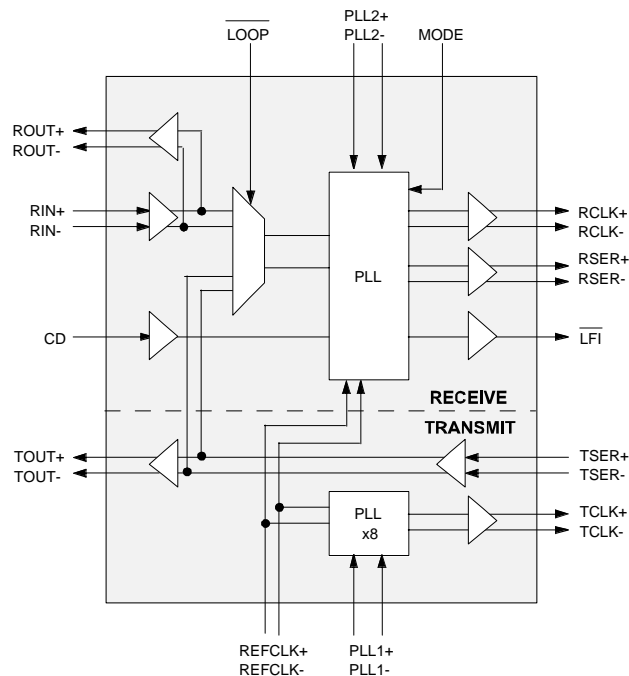 LOOP
PLL2+
PLL2-
MODE
ROUT+
ROUT-
RIN+
RIN-
PLL
RCLK+
RCLK-
RSER+
RSER-
CD
LFI
RECEIVE
TRANSMIT
TOUT+
TOUT-
TSER+
TSER-
PLL
x8
TCLK+
TCLK-
REFCLK+
REFCLK-
PLL1+
PLL1-